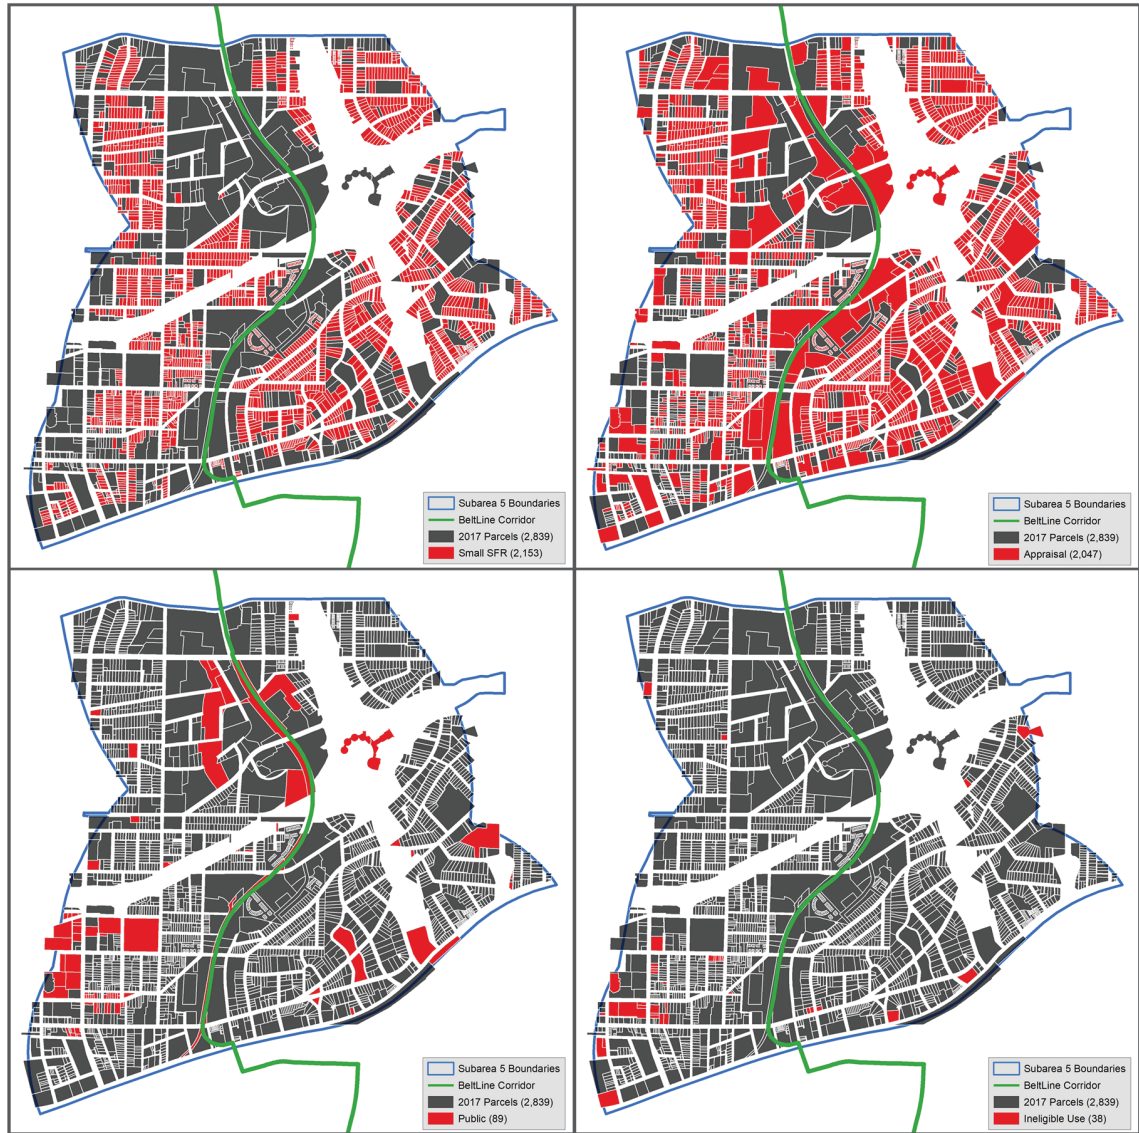 Subarea 5 Boundaries
BeltLine Corridor
2017 Parcels (2,839)
Small SFR (2,153)
Subarea 5 Boundaries
BeltLine Corridor
2017 Parcels (2,839)
Appraisal (2,047)
Subarea 5 Boundaries
BeltLine Corridor
2017 Parcels (2,839)
Public (89)
Subarea 5 Boundaries
BeltLine Corridor
2017 Parcels (2,839)
Ineligible Use (38)